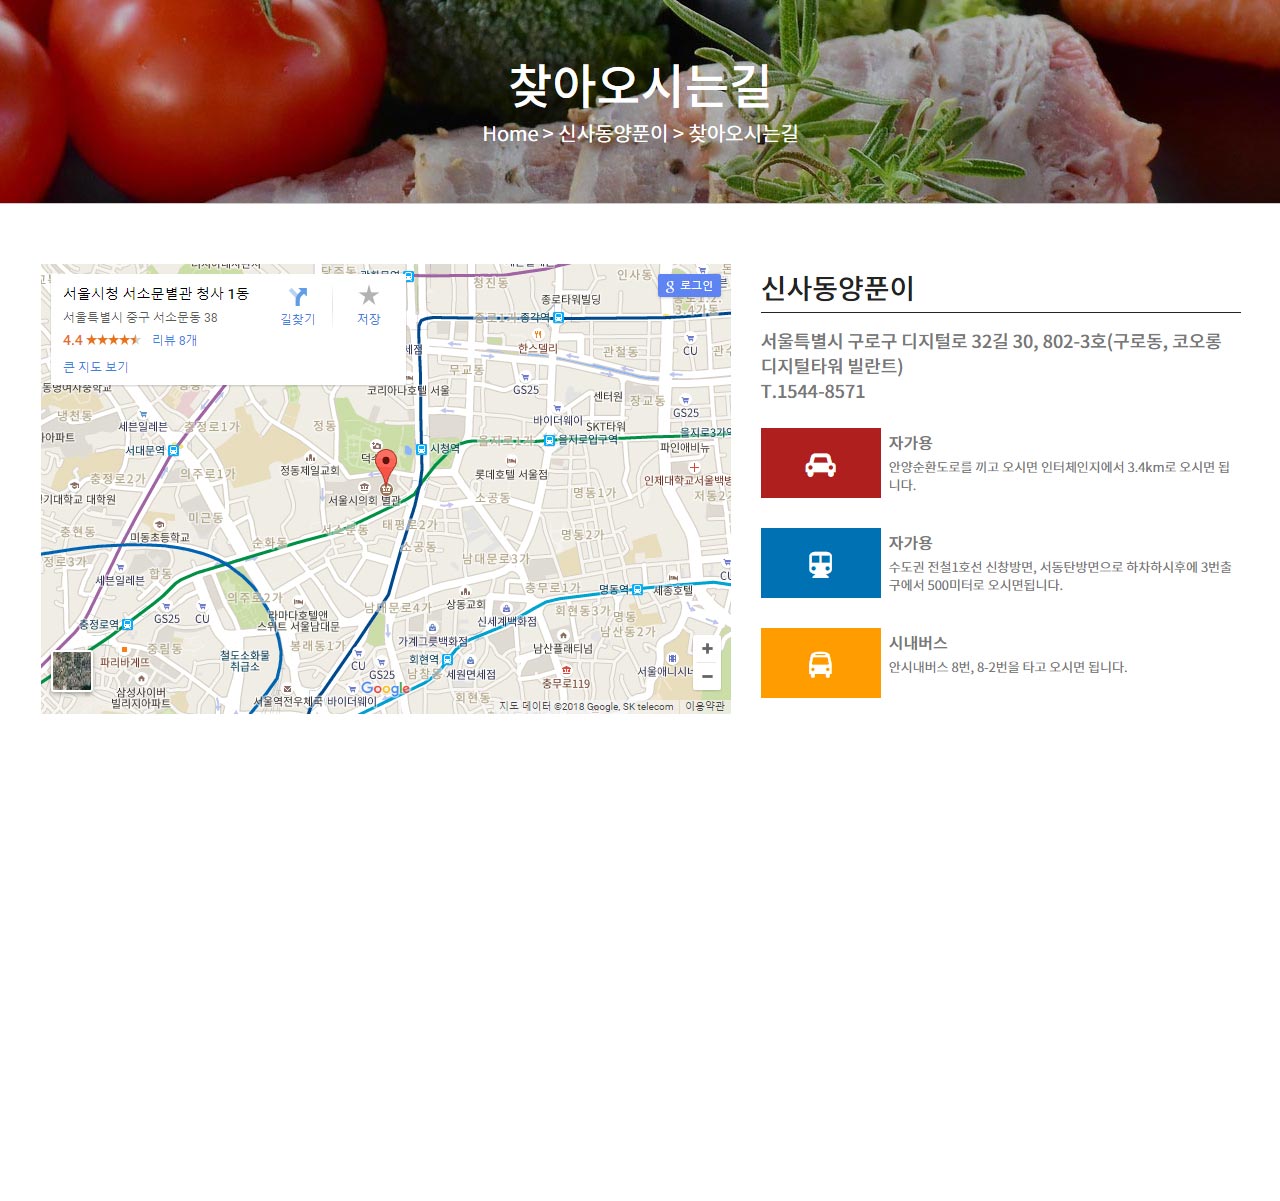 찾아오시는길
Home > 신사동양푼이 > 찾아오시는길
서울시청 서소문별관 청사 1동
서울특별시 중구 서소문동 38
4.4 ★★★★★ 리뷰 8개
큰 지도 보기
길찾기
저장
로그인
인사동
청진동
종로타워빌딩
종각역
한스델리
관철동
CU
무교동
GS25
코리아나호텔 서울
센터원
장교동
GS25
바이더웨이
SKT타워
냉천동
세븐일레븐
충정로1가
정동
서대문역
시청역
을지로1가
을지로입구역
파인애비뉴
정동제일교회
롯데호텔 서울점
충정로2가
의주로1가
서울시의회 별관
소공동
명동1가
저동2가
미근동
충현동
미동초등학교
순화동
서소문동
태평로2가
명동2가
소공동
합동
세븐일레븐
남대문로3가
충무로1가
명동역
세종호텔
의주로2가
라마다호텔앤
스위트 서울남대문
남대문로4가
상동교회
회현동3가
명동
남산동2가
충정로역
GS25
CU
신세계백화점
중림동
봉래동1가
가계그릇백화점
남산플래티넘
파리바게뜨
철도소화물
취급소
CU
회현역
GS25
남창동
세원면세점
충무로119
삼성사이버
빌리지아파트
서울역전우체국
바이더웨이
Google
회현동
지도 데이터 ©2018 Google, SK telecom
이용약관
신사동양푼이
서울특별시 구로구 디지털로 32길 30, 802-3호(구로동, 코오롱
디지털타워 빌란트)
T.1544-8571
자가용
안양순환도로를 끼고 오시면 인터체인지에서 3.4km로 오시면 됩
니다.
자가용
수도권 전철1호선 신창방면, 서동탄방면으로 하차하시후에 3번출
구에서 500미터로 오시면됩니다.
시내버스
안시내버스 8번, 8-2번을 타고 오시면 됩니다.